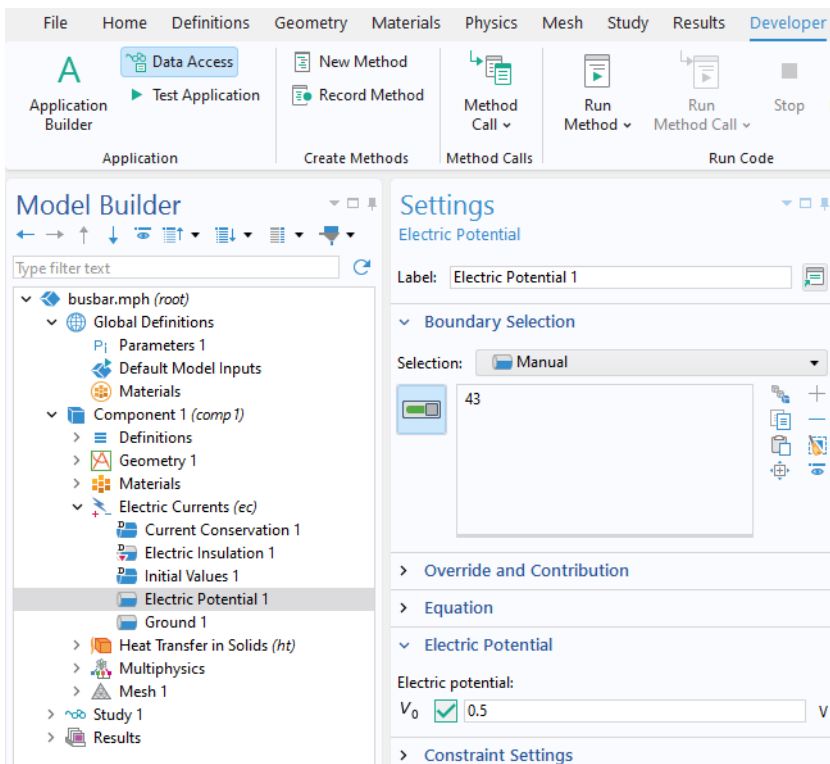 File Home Definitions Geometry Materials Physics Mesh Study Results Developer
A
Application Builder
Data Access
Test Application
Application
New Method
Record Method
Create Methods
Method Call
Method Calls
Run Method
Run Method Call
Stop
Run Code
Model Builder
Type filter text
busbar.mph (root)
Global Definitions
Pi Parameters 1
Default Model Inputs
Materials
Component 1 (comp1)
Definitions
Geometry 1
Materials
Electric Currents (ec)
D Current Conservation 1
D Electric Insulation 1
D Initial Values 1
Electric Potential 1
Ground 1
Heat Transfer in Solids (ht)
Multiphysics
Mesh 1
Study 1
Results
Settings
Electric Potential
Label: Electric Potential 1
Boundary Selection
Selection: Manual
43
Override and Contribution
Equation
Electric Potential
Electric potential:
V0 0.5 V
Constraint Settings